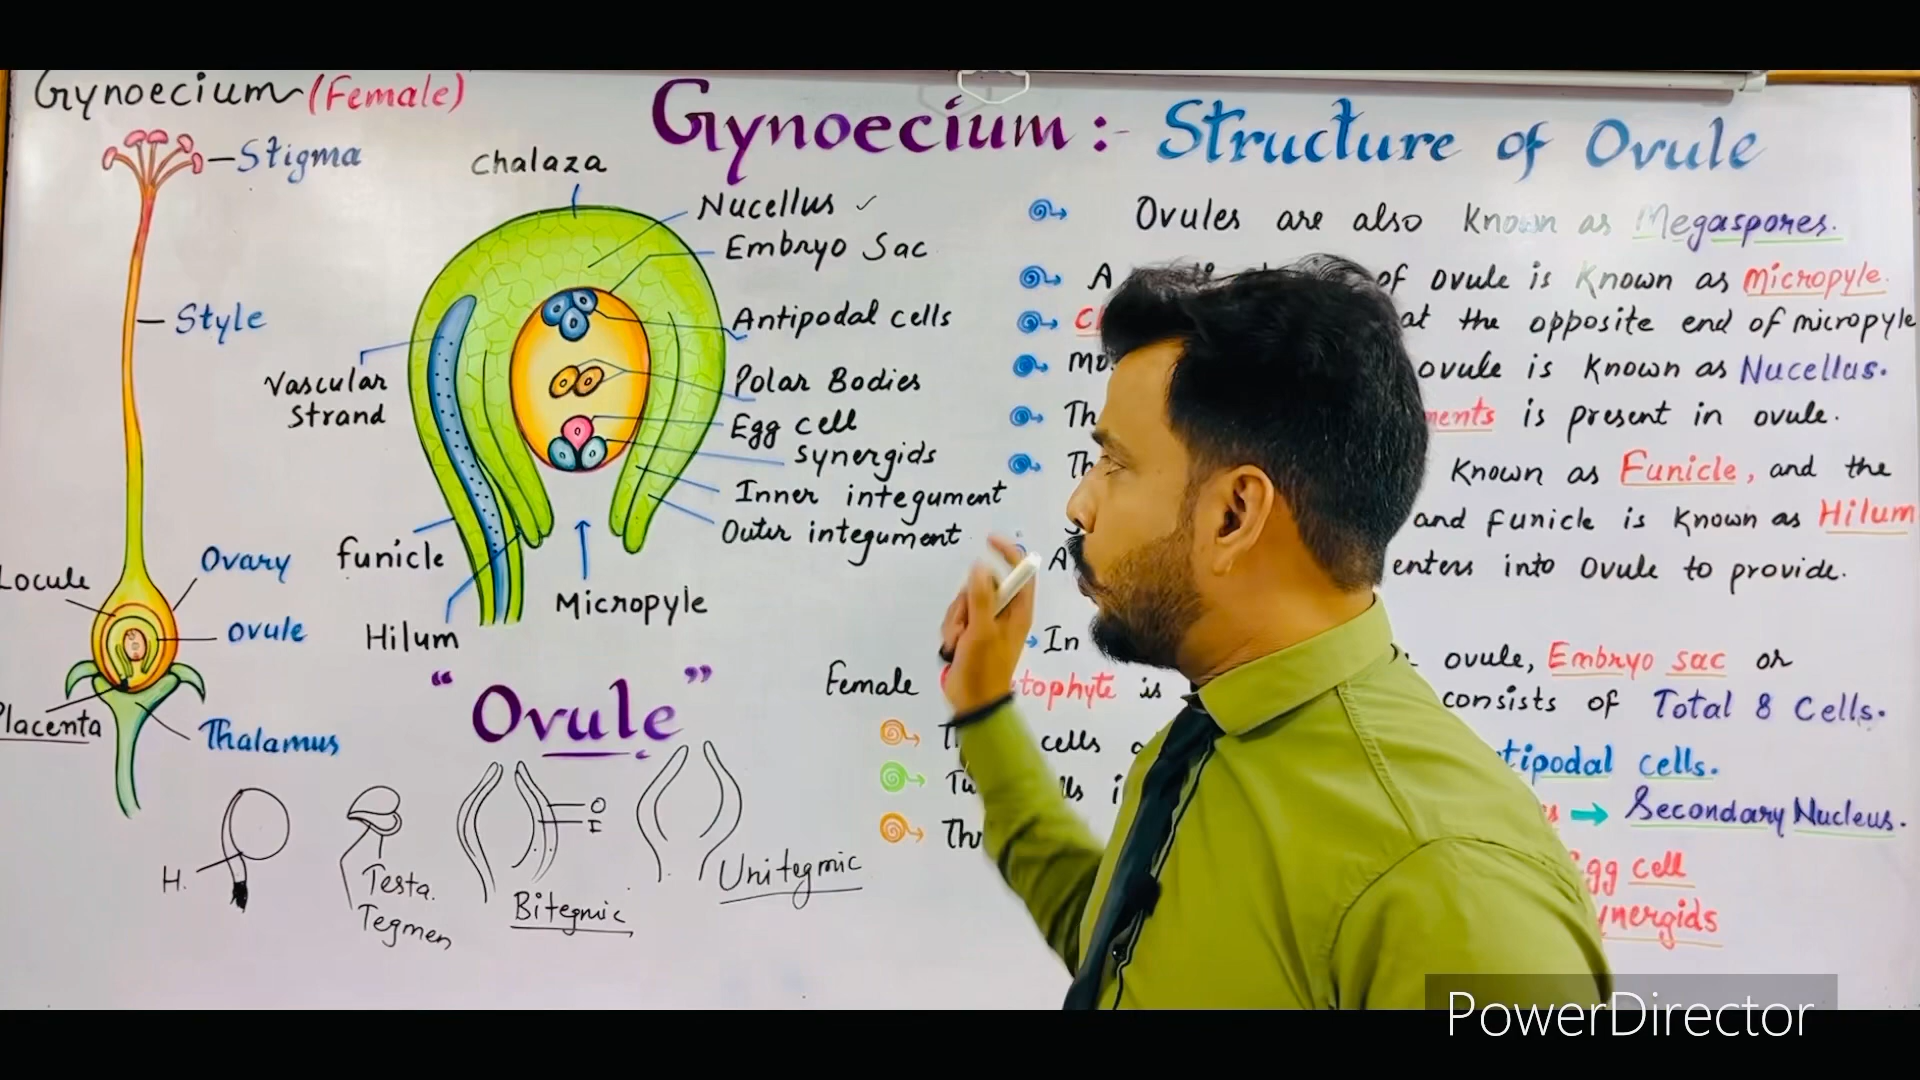 Gynoecium (Female)
Stigma
Style
Ovary
Locule
ovule
Placenta
Thalamus
Chalaza
Nucellus ✓
Embryo Sac
Antipodal cells
Polar Bodies
Egg cell
synergids
Inner integument
Outer integument
Vascular
Strand
funicle
Hilum
Micropyle
"Ovule"
H.
Testa.
Tegmen
O
I
Bitegmic
Unitegmic
Gynoecium :- Structure of Ovule
Ovules are also Known as Megaspores.
A of ovule is Known as micropyle.
at the opposite end of micropyle
ovule is Known as Nucellus.
is present in ovule.
Known as Funicle, and the
and funicle is Known as Hilum
A enters into Ovule to provide.
In ovule, Embryo sac or
Female is consists of Total 8 Cells.
cells cells.
→ Secondary Nucleus.
cell
PowerDirector